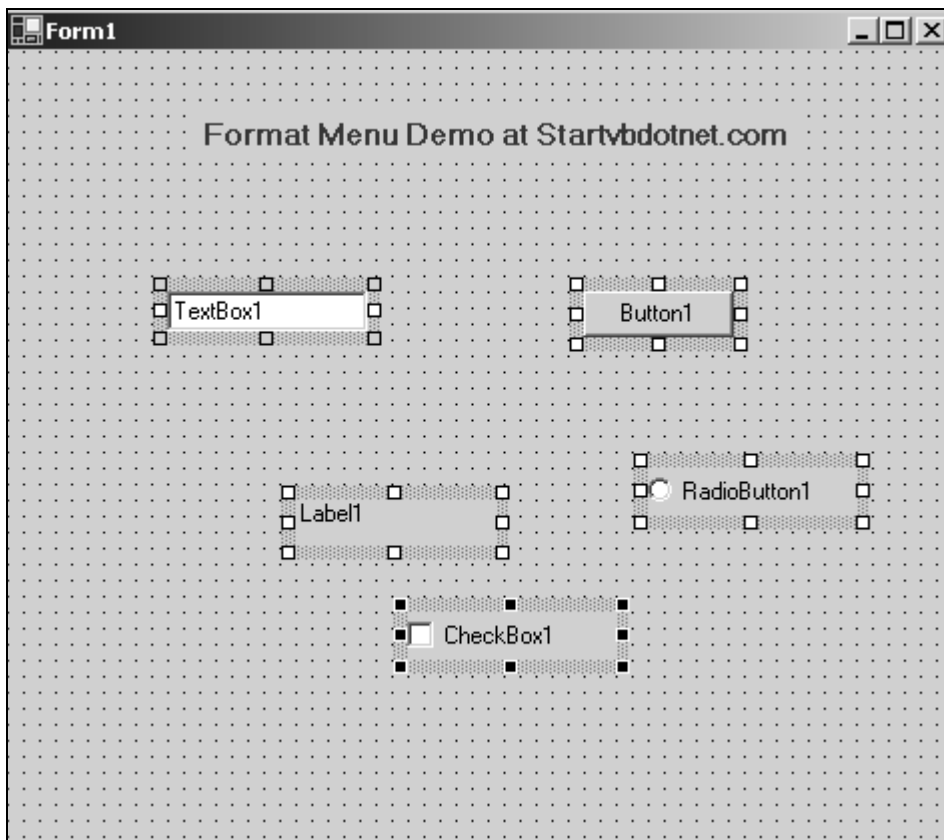 Form1
Format Menu Demo at Startvbdotnet.com
TextBox1
Button1
RadioButton1
Label1
CheckBox1